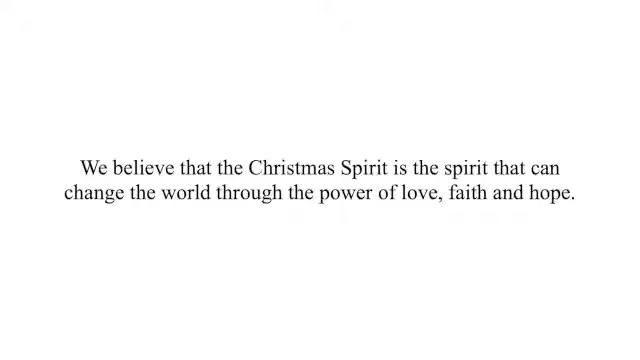 We believe that the Christmas Spirit is the spirit that can
change the world through the power of love, faith and hope.